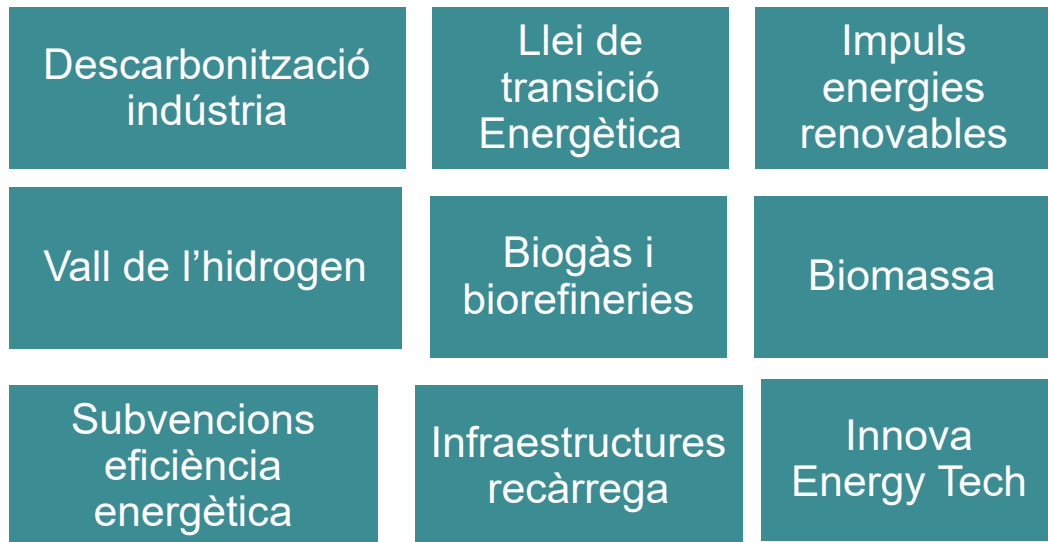 Descarbonització
indústria
Llei de
transició
Energètica
Impuls
energies
renovables
Vall de l’hidrogen
Biogàs i
biorefineries
Biomassa
Subvencions
eficiència
energètica
Infraestructures
recàrrega
Innova
Energy Tech